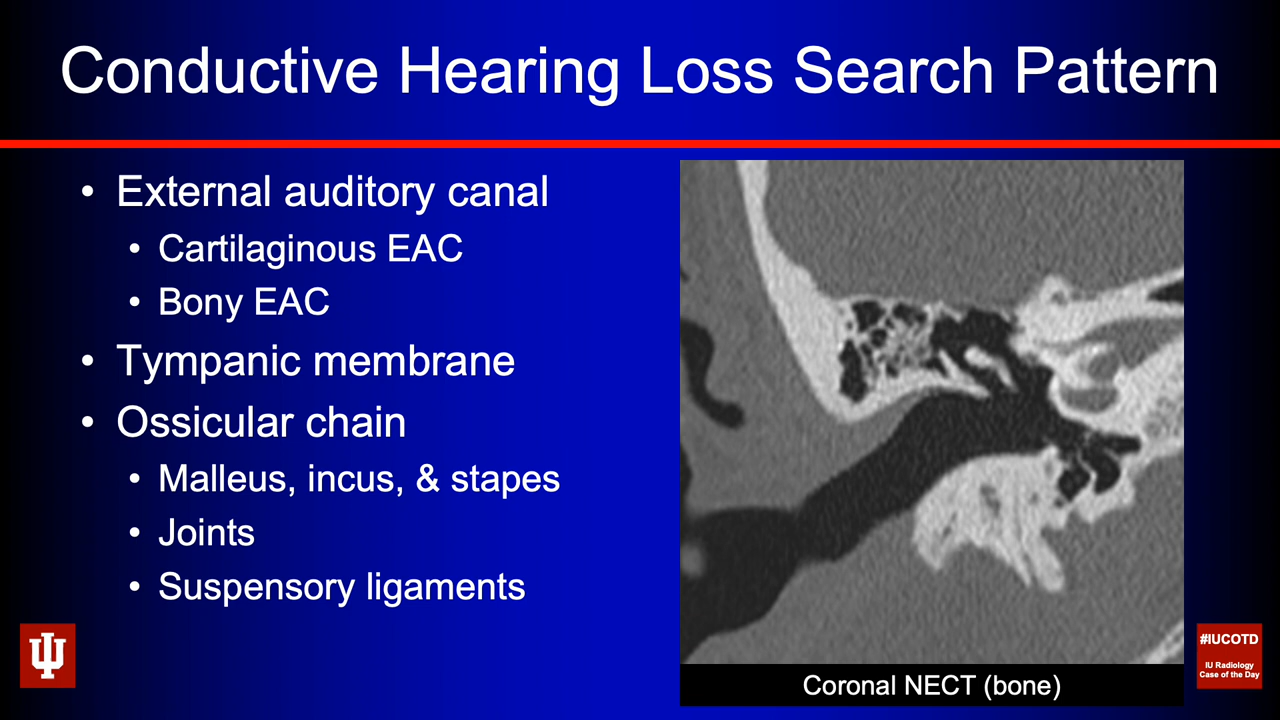 Conductive Hearing Loss Search Pattern
• External auditory canal
• Cartilaginous EAC
• Bony EAC
• Tympanic membrane
• Ossicular chain
• Malleus, incus, & stapes
• Joints
• Suspensory ligaments
Coronal NECT (bone)
#IUCOTD
IU Radiology
Case of the Day